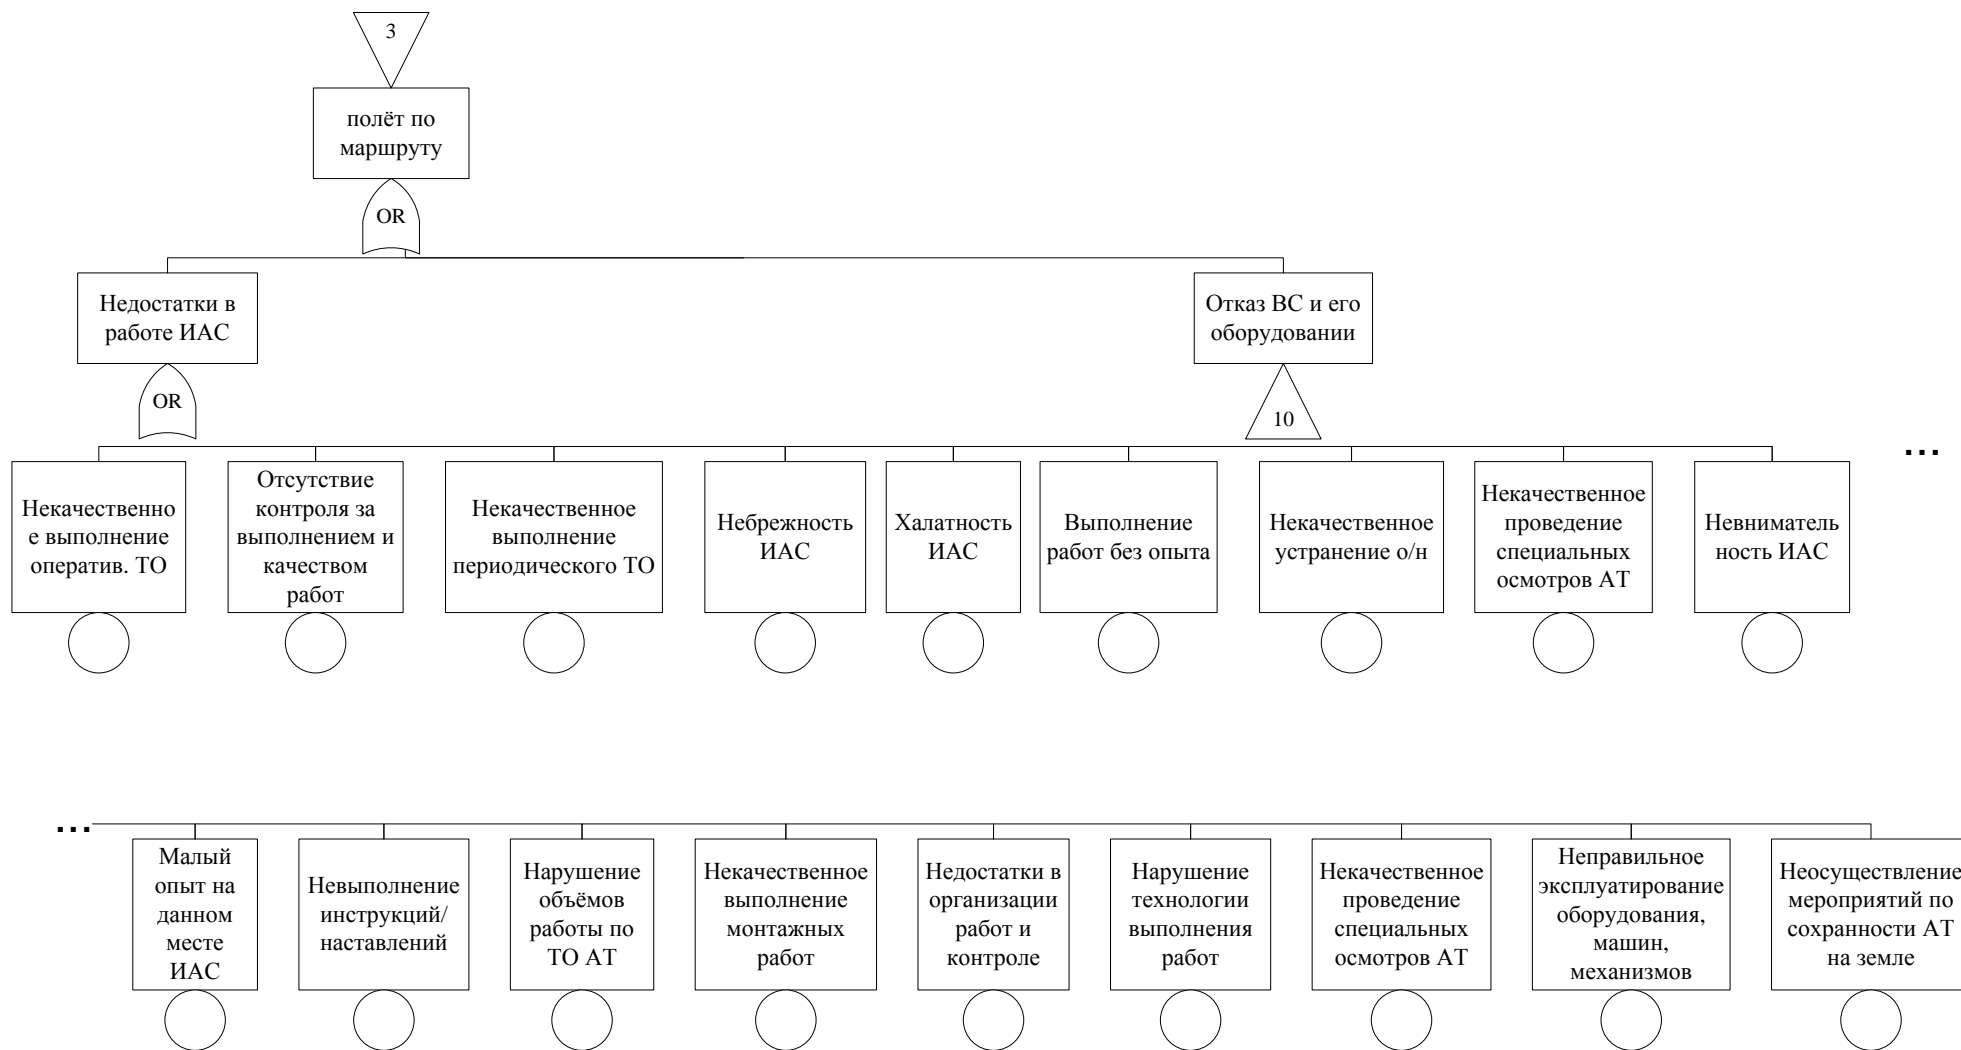 3
полёт по
маршруту
OR
Недостатки в
работе ИАС
Отказ ВС и его
оборудовании
OR
10
...
Некачественно
е выполнение
оператив. ТО
Отсутствие
контроля за
выполнением и
качеством
работ
Некачественное
выполнение
периодического ТО
Небрежность
ИАС
Халатность
ИАС
Выполнение
работ без опыта
Некачественное
устранение о/н
Некачественное
проведение
специальных
осмотров АТ
Невниматель
ность ИАС
...
Малый
опыт на
данном
месте
ИАС
Невыполнение
инструкций/
наставлений
Нарушение
объёмов
работы по
ТО АТ
Некачественное
выполнение
монтажных
работ
Недостатки в
организации
работ и
контроле
Нарушение
технологии
выполнения
работ
Некачественное
проведение
специальных
осмотров АТ
Неправильное
эксплуатирование
оборудования,
машин,
механизмов
Неосуществление
мероприятий по
сохранности АТ
на земле